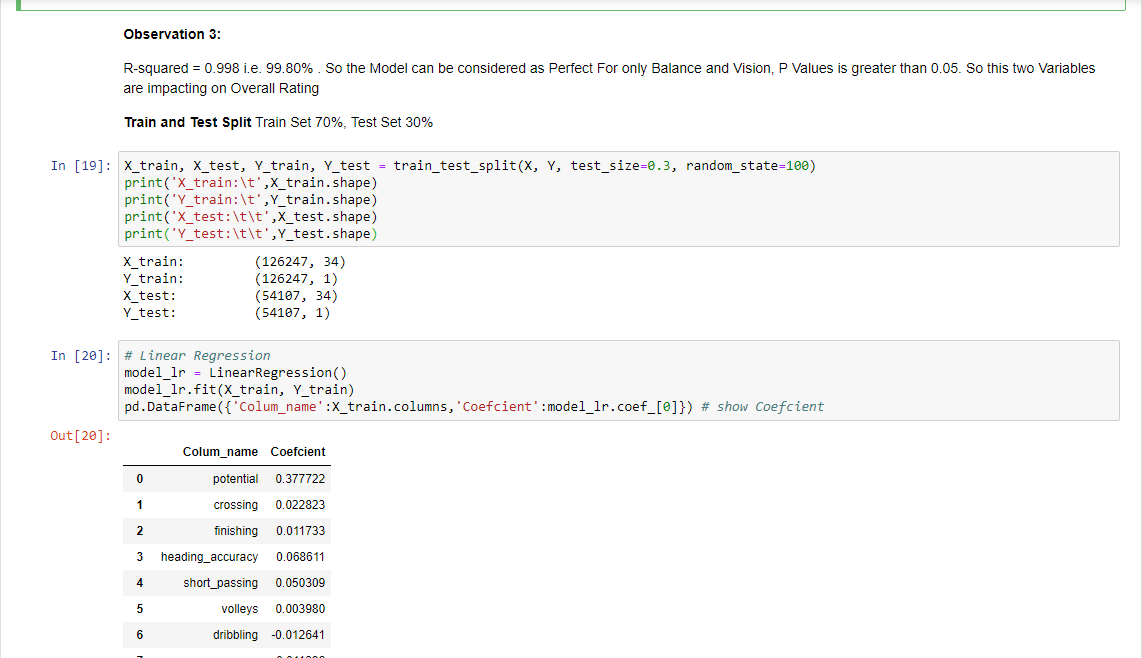 Observation 3:
R-squared = 0.998 i.e. 99.80% . So the Model can be considered as Perfect For only Balance and Vision, P Values is greater than 0.05. So this two Variables
are impacting on Overall Rating
Train and Test Split Train Set 70%, Test Set 30%
In [19]: X_train, X_test, Y_train, Y_test = train_test_split(X, Y, test_size=0.3, random_state=100)
print('X_train:\t',X_train.shape)
print('Y_train:\t',Y_train.shape)
print('X_test:\t\t',X_test.shape)
print('Y_test:\t\t',Y_test.shape)
X_train: (126247, 34)
Y_train: (126247, 1)
X_test: (54107, 34)
Y_test: (54107, 1)
In [20]: # Linear Regression
model_lr = LinearRegression()
model_lr.fit(X_train, Y_train)
pd.DataFrame({'Colum_name':X_train.columns,'Coefcient':model_lr.coef_[0]}) # show Coefcient
Out[20]:
Colum_name Coefcient
0 potential 0.377722
1 crossing 0.022823
2 finishing 0.011733
3 heading_accuracy 0.068611
4 short_passing 0.050309
5 volleys 0.003980
6 dribbling -0.012641